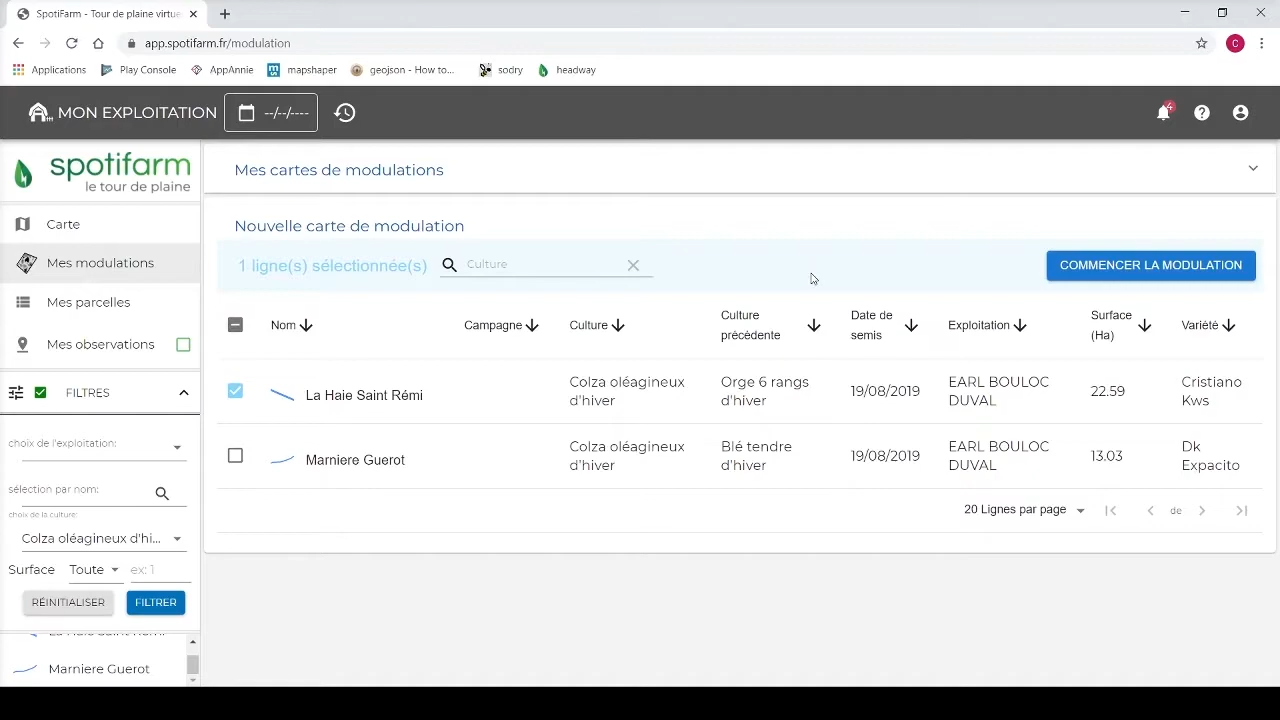 SpotiFarm - Tour de plaine virtue
app.spotifarm.fr/modulation
Applications
Play Console
AppAnnie
mapshaper
geojson - How to...
sodry
headway
MON EXPLOITATION
--/--/----
4
spotifarm
le tour de plaine
Carte
Mes modulations
Mes parcelles
Mes observations
FILTRES
choix de l'exploitation:
sélection par nom:
choix de la culture:
Colza oléagineux d'hi...
Surface Toute ex: 1
RÉINITIALISER FILTRER
La Haie Saint Rémi
Marniere Guerot
Mes cartes de modulations
Nouvelle carte de modulation
1 ligne(s) sélectionnée(s)
Culture
COMMENCER LA MODULATION
Nom Campagne Culture Culture précédente Date de semis Exploitation Surface (Ha) Variété
La Haie Saint Rémi Colza oléagineux d'hiver Orge 6 rangs d'hiver 19/08/2019 EARL BOULOC DUVAL 22.59 Cristiano Kws
Marniere Guerot Colza oléagineux d'hiver Blé tendre d'hiver 19/08/2019 EARL BOULOC DUVAL 13.03 Dk Expacito
20 Lignes par page de
C